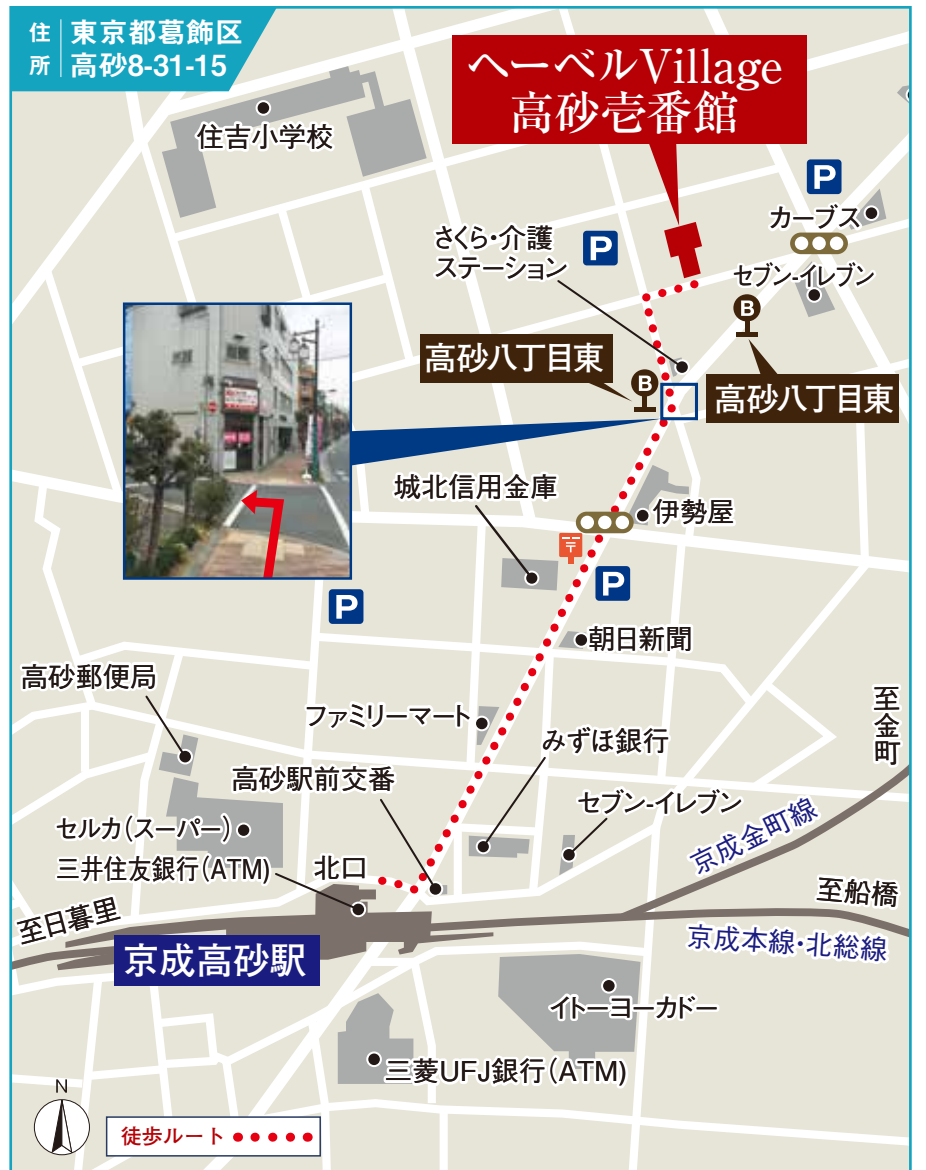 住所
東京都葛飾区
高砂8-31-15
ヘーベルVillage
高砂壱番館
住吉小学校
P
カーブス
さくら・介護
ステーション
P
セブン-イレブン
B
高砂八丁目東
B
高砂八丁目東
城北信用金庫
伊勢屋
〒
P
P
朝日新聞
高砂郵便局
ファミリーマート
至金町
みずほ銀行
高砂駅前交番
セブン-イレブン
京成金町線
セルカ(スーパー)
三井住友銀行(ATM)
北口
至船橋
至日暮里
京成高砂駅
京成本線・北総線
イトーヨーカドー
三菱UFJ銀行(ATM)
N
徒歩ルート